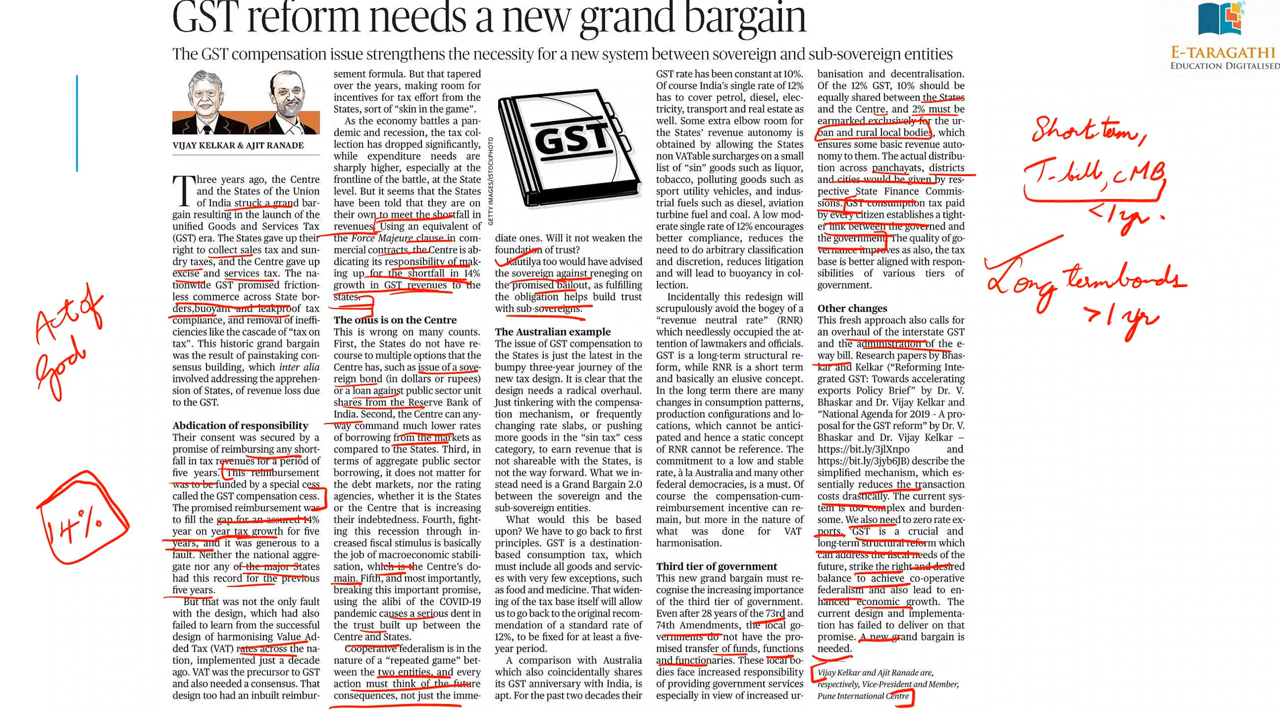 GST reform needs a new grand bargain
The GST compensation issue strengthens the necessity for a new system between sovereign and sub-sovereign entities
E-TARAGATHI
EDUCATION DIGITALISED
VIJAY KELKAR & AJIT RANADE
Three years ago, the Centre
and the States of the Union
of India struck a grand bar-
gain resulting in the launch of the
unified Goods and Services Tax
(GST) era. The States gave up their
right to collect sales tax and sun-
dry taxes, and the Centre gave up
excise and services tax. The na-
tionwide GST promised friction-
less commerce across State bor-
ders,buoyant and leakproof tax
compliance, and removal of ineffi-
ciencies like the cascade of "tax on
tax". This historic grand bargain
was the result of painstaking con-
sensus building, which inter alia
involved addressing the apprehen-
sion of States, of revenue loss due
to the GST.
Abdication of responsibility
Their consent was secured by a
promise of reimbursing any short-
fall in tax revenues for a period of
five years. This reimbursement
was to be funded by a special cess
called the GST compensation cess.
The promised reimbursement was
to fill the gap for an assured 14%
year on year tax growth for five
years, and it was generous to a
fault. Neither the national aggre-
gate nor any of the major States
had this record for the previous
five years.
But that was not the only fault
with the design, which had also
failed to learn from the successful
design of harmonising Value Ad-
ded Tax (VAT) rates across the na-
tion, implemented just a decade
ago. VAT was the precursor to GST
and also needed a consensus. That
design too had an inbuilt reimbur-
sement formula. But that tapered
over the years, making room for
incentives for tax effort from the
States, sort of "skin in the game".
As the economy battles a pan-
demic and recession, the tax col-
lection has dropped significantly,
while expenditure needs are
sharply higher, especially at the
frontline of the battle, at the State
level. But it seems that the States
have been told that they are on
their own to meet the shortfall in
revenues. Using an equivalent of
the Force Majeure clause in com-
mercial contracts, the Centre is ab-
dicating its responsibility of mak-
ing up for the shortfall in 14%
growth in GST revenues to the
states.
The onus is on the Centre
This is wrong on many counts.
First, the States do not have re-
course to multiple options that the
Centre has, such as issue of a sove-
reign bond (in dollars or rupees)
or a loan against public sector unit
shares from the Reserve Bank of
India. Second, the Centre can any-
way command much lower rates
of borrowing from the markets as
compared to the States. Third, in
terms of aggregate public sector
borrowing, it does not matter for
the debt markets, nor the rating
agencies, whether it is the States
or the Centre that is increasing
their indebtedness. Fourth, fight-
ing this recession through in-
creased fiscal stimulus is basically
the job of macroeconomic stabili-
sation, which is the Centre's do-
main. Fifth, and most importantly,
breaking this important promise,
using the alibi of the COVID-19
pandemic causes a serious dent in
the trust built up between the
Centre and States.
Cooperative federalism is in the
nature of a "repeated game" bet-
ween the two entities, and every
action must think of the future
consequences, not just the imme-
GST
GETTY IMAGES/ISTOCKPHOTO
diate ones. Will it not weaken the
foundation of trust?
Kautilya too would have advised
the sovereign against reneging on
the promised bailout, as fulfilling
the obligation helps build trust
with sub-sovereigns.
The Australian example
The issue of GST compensation to
the States is just the latest in the
bumpy three-year journey of the
new tax design. It is clear that the
design needs a radical overhaul.
Just tinkering with the compensa-
tion mechanism, or frequently
changing rate slabs, or pushing
more goods in the "sin tax" cess
category, to earn revenue that is
not shareable with the States, is
not the way forward. What we in-
stead need is a Grand Bargain 2.0
between the sovereign and the
sub-sovereign entities.
What would this be based
upon? We have to go back to first
principles. GST is a destination-
based consumption tax, which
must include all goods and servic-
es with very few exceptions, such
as food and medicine. That wide-
ning of the tax base itself will allow
us to go back to the original recom-
mendation of a standard rate of
12%, to be fixed for at least a five-
year period.
A comparison with Australia
which also coincidentally shares
its GST anniversary with India, is
apt. For the past two decades their
GST rate has been constant at 10%.
Of course India's single rate of 12%
has to cover petrol, diesel, elec-
tricity, transport and real estate as
well. Some extra elbow room for
the States' revenue autonomy is
obtained by allowing the States
non VATable surcharges on a small
list of "sin" goods such as liquor,
tobacco, polluting goods such as
sport utility vehicles, and indus-
trial fuels such as diesel, aviation
turbine fuel and coal. A low mod-
erate single rate of 12% encourages
better compliance, reduces the
need to do arbitrary classification
and discretion, reduces litigation
and will lead to buoyancy in col-
lection.
Incidentally this redesign will
scrupulously avoid the bogey of a
"revenue neutral rate" (RNR)
which needlessly occupied the at-
tention of lawmakers and officials.
GST is a long-term structural re-
form, while RNR is a short term
and basically an elusive concept.
In the long term there are many
changes in consumption patterns,
production configurations and lo-
cations, which cannot be antici-
pated and hence a static concept
of RNR cannot be reference. The
commitment to a low and stable
rate, à la Australia and many other
federal democracies, is a must. Of
course the compensation-cum-
reimbursement incentive can re-
main, but more in the nature of
what was done for VAT
harmonisation.
Third tier of government
This new grand bargain must re-
cognise the increasing importance
of the third tier of government.
Even after 28 years of the 73rd and
74th Amendments, the local go-
vernments do not have the pro-
mised transfer of funds, functions
and functionaries. These local bo-
dies face increased responsibility
of providing government services
especially in view of increased ur-
banisation and decentralisation.
Of the 12% GST, 10% should be
equally shared between the States
and the Centre, and 2% must be
earmarked exclusively for the ur-
ban and rural local bodies, which
ensures some basic revenue auto-
nomy to them. The actual distribu-
tion across panchayats, districts
and cities would be given by res-
pective State Finance Commis-
sions. GST consumption tax paid
by every citizen establishes a tight-
er link between the governed and
the government. The quality of go-
vernance improves as also, the tax
base is better aligned with respon-
sibilities of various tiers of
government.
Other changes
This fresh approach also calls for
an overhaul of the interstate GST
and the administration of the e-
way bill. Research papers by Bhas-
kar and Kelkar ("Reforming Inte-
grated GST: Towards accelerating
exports Policy Brief" by Dr. V.
Bhaskar and Dr. Vijay Kelkar and
"National Agenda for 2019 - A pro-
posal for the GST reform" by Dr. V.
Bhaskar and Dr. Vijay Kelkar —
https://bit.ly/3jlXnpo and
https://bit.ly/3jyb6JB) describe the
simplified mechanism, which es-
sentially reduces the transaction
costs drastically. The current sys-
tem is too complex and burden-
some. We also need to zero rate ex-
ports. GST is a crucial and
long-term structural reform which
can address the fiscal needs of the
future, strike the right and desired
balance to achieve co-operative
federalism and also lead to en-
hanced economic growth. The
current design and implementa-
tion has failed to deliver on that
promise. A new grand bargain is
needed.
Vijay Kelkar and Ajit Ranade are,
respectively, Vice-President and Member,
Pune International Centre
Act of
God
14%
Short term,
T-bill, CMB
<1 yr.
Long term bonds
>1 yr